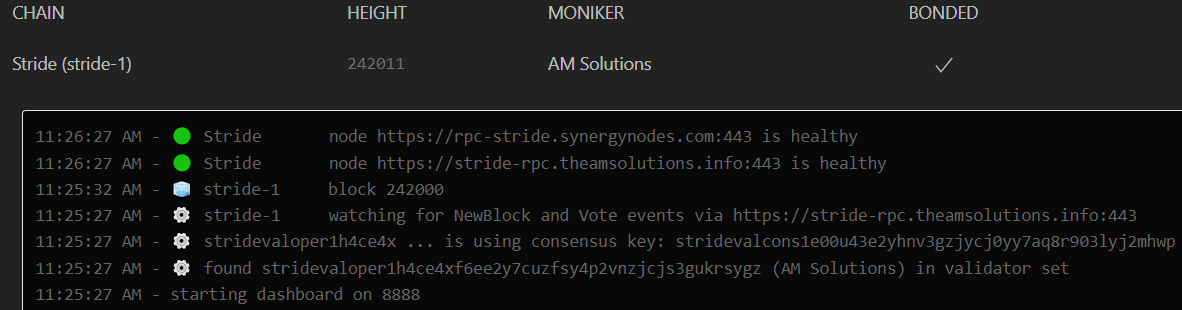 CHAIN HEIGHT MONIKER BONDED
Stride (stride-1) 242011 AM Solutions ✓
11:26:27 AM - 🟢 Stride node https://rpc-stride.synergynodes.com:443 is healthy
11:26:27 AM - 🟢 Stride node https://stride-rpc.theamsolutions.info:443 is healthy
11:25:32 AM - 🧊 stride-1 block 242000
11:25:27 AM - ⚙️ stride-1 watching for NewBlock and Vote events via https://stride-rpc.theamsolutions.info:443
11:25:27 AM - ⚙️ stridevaloper1h4ce4x ... is using consensus key: stridevalcons1e00u43e2yhnv3gzjycj0yy7aq8r903lyj2mhwp
11:25:27 AM - ⚙️ found stridevaloper1h4ce4xf6ee2y7cuzfsy4p2vnzjcjs3gukrsygz (AM Solutions) in validator set
11:25:27 AM - starting dashboard on 8888